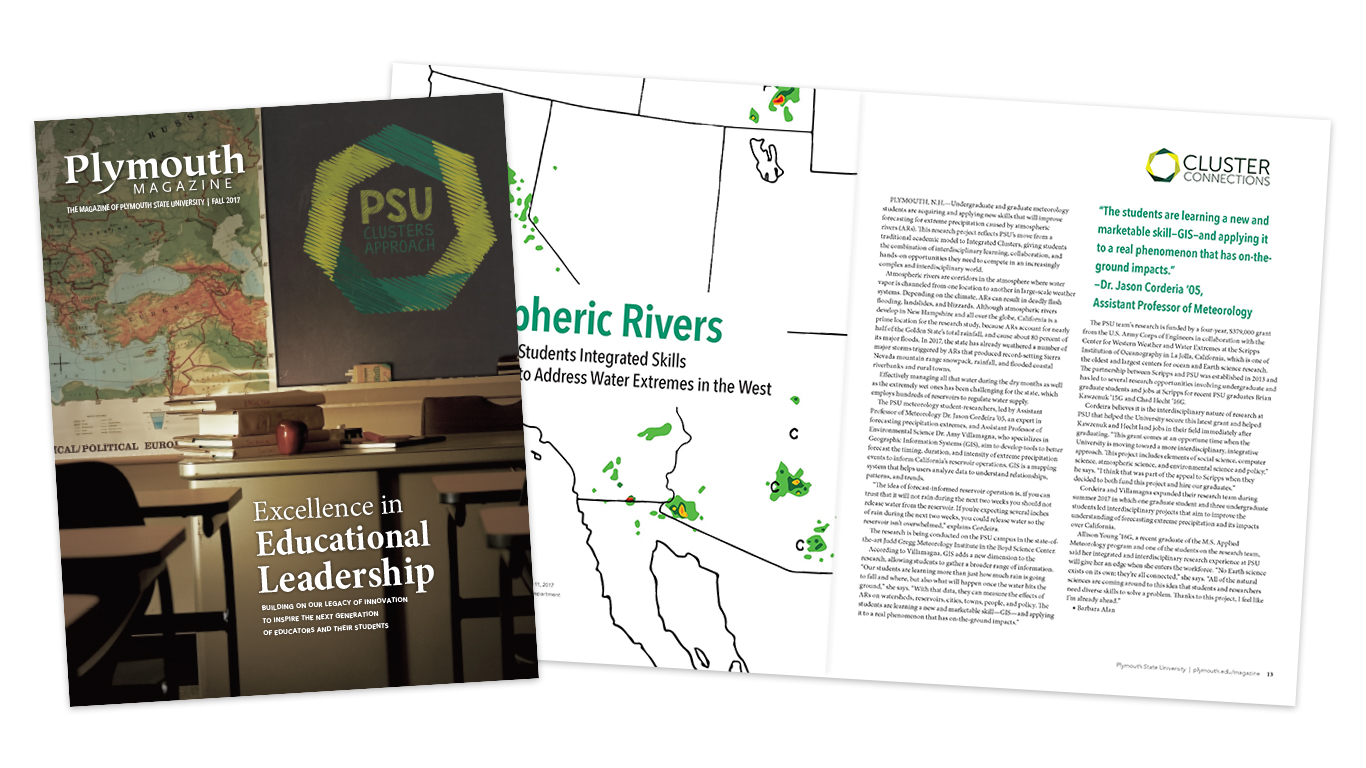 RUSS
Plymouth
MAGAZINE
THE MAGAZINE OF PLYMOUTH STATE UNIVERSITY | FALL 2017
PSU
CLUSTERS
APPROACH
ICAL/POLITICAL EUROP
Excellence in
Educational
Leadership
BUILDING ON OUR LEGACY OF INNOVATION
TO INSPIRE THE NEXT GENERATION
OF EDUCATORS AND THEIR STUDENTS
pheric Rivers
Students Integrated Skills
to Address Water Extremes in the West
C
C
C
11, 2017
epartment
PLYMOUTH, N.H.—Undergraduate and graduate meteorology
students are acquiring and applying new skills that will improve
forecasting for extreme precipitation caused by atmospheric
rivers (ARs). This research project reflects PSU's move from a
traditional academic model to Integrated Clusters, giving students
the combination of interdisciplinary learning, collaboration, and
hands-on opportunities they need to compete in an increasingly
complex and interdisciplinary world.
Atmospheric rivers are corridors in the atmosphere where water
vapor is channeled from one location to another in large-scale weather
systems. Depending on the climate, ARs can result in deadly flash
flooding, landslides, and blizzards. Although atmospheric rivers
develop in New Hampshire and all over the globe, California is a
prime location for the research study, because ARs account for nearly
half of the Golden State's total rainfall, and cause about 80 percent of
its major floods. In 2017, the state has already weathered a number of
major storms triggered by ARs that produced record-setting Sierra
Nevada mountain range snowpack, rainfall, and flooded coastal
riverbanks and rural towns.
Effectively managing all that water during the dry months as well
as the extremely wet ones has been challenging for the state, which
employs hundreds of reservoirs to regulate water supply.
The PSU meteorology student-researchers, led by Assistant
Professor of Meteorology Dr. Jason Cordeira '05, an expert in
forecasting precipitation extremes, and Assistant Professor of
Environmental Science Dr. Amy Villamagna, who specializes in
Geographic Information Systems (GIS), aim to develop tools to better
forecast the timing, duration, and intensity of extreme precipitation
events to inform California's reservoir operations. GIS is a mapping
system that helps users analyze data to understand relationships,
patterns, and trends.
"The idea of forecast-informed reservoir operation is, if you can
trust that it will not rain during the next two weeks you should not
release water from the reservoir. If you're expecting several inches
of rain during the next two weeks, you could release water so the
reservoir isn't overwhelmed," explains Cordeira.
The research is being conducted on the PSU campus in the state-of-
the-art Judd Gregg Meteorology Institute in the Boyd Science Center.
According to Villamagna, GIS adds a new dimension to the
research, allowing students to gather a broader range of information.
"Our students are learning more than just how much rain is going
to fall and where, but also what will happen once the water hits the
ground," she says. "With that data, they can measure the effects of
ARs on watersheds, reservoirs, cities, towns, people, and policy. The
students are learning a new and marketable skill—GIS—and applying
it to a real phenomenon that has on-the-ground impacts."
CLUSTER
CONNECTIONS
"The students are learning a new and
marketable skill–GIS–and applying it
to a real phenomenon that has on-the-
ground impacts."
–Dr. Jason Corderia '05,
Assistant Professor of Meteorology
The PSU team's research is funded by a four-year, $379,000 grant
from the U.S. Army Corps of Engineers in collaboration with the
Center for Western Weather and Water Extremes at the Scripps
Institution of Oceanography in La Jolla, California, which is one of
the oldest and largest centers for ocean and Earth science research.
The partnership between Scripps and PSU was established in 2013 and
has led to several research opportunities involving undergraduate and
graduate students and jobs at Scripps for recent PSU graduates Brian
Kawzenuk '15G and Chad Hecht '16G.
Cordeira believes it is the interdisciplinary nature of research at
PSU that helped the University secure this latest grant and helped
Kawzenuk and Hecht land jobs in their field immediately after
graduating. "This grant comes at an opportune time when the
University is moving toward a more interdisciplinary, integrative
approach. This project includes elements of social science, computer
science, atmospheric science, and environmental science and policy,"
he says. "I think that was part of the appeal to Scripps when they
decided to both fund this project and hire our graduates."
Cordeira and Villamagna expanded their research team during
summer 2017 in which one graduate student and three undergraduate
students led interdisciplinary projects that aim to improve the
understanding of forecasting extreme precipitation and its impacts
over California.
Allison Young '16G, a recent graduate of the M.S. Applied
Meteorology program and one of the students on the research team,
said her integrated and interdisciplinary research experience at PSU
will give her an edge when she enters the workforce. "No Earth science
exists on its own; they're all connected," she says. "All of the natural
sciences are coming around to this idea that students and researchers
need diverse skills to solve a problem. Thanks to this project, I feel like
I'm already ahead."
• Barbara Alan
Plymouth State University | plymouth.edu/magazine 13